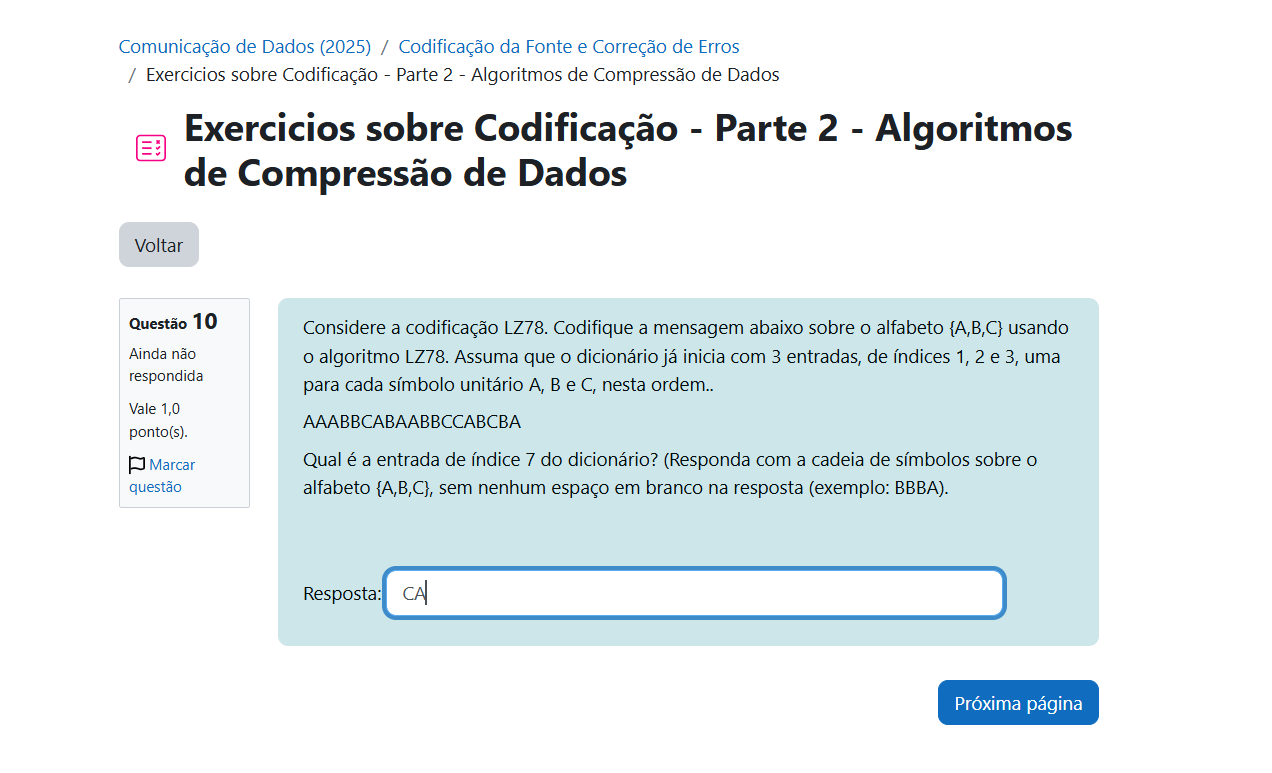 Comunicação de Dados (2025) / Codificação da Fonte e Correção de Erros
/ Exercicios sobre Codificação - Parte 2 - Algoritmos de Compressão de Dados
Exercicios sobre Codificação - Parte 2 - Algoritmos
de Compressão de Dados
Voltar
Questão 10
Ainda não
respondida
Vale 1,0
ponto(s).
Marcar
questão
Considere a codificação LZ78. Codifique a mensagem abaixo sobre o alfabeto {A,B,C} usando
o algoritmo LZ78. Assuma que o dicionário já inicia com 3 entradas, de índices 1, 2 e 3, uma
para cada símbolo unitário A, B e C, nesta ordem..
AAABBCABAABBCCABCBA
Qual é a entrada de índice 7 do dicionário? (Responda com a cadeia de símbolos sobre o
alfabeto {A,B,C}, sem nenhum espaço em branco na resposta (exemplo: BBBA).
Resposta: CA
Próxima página